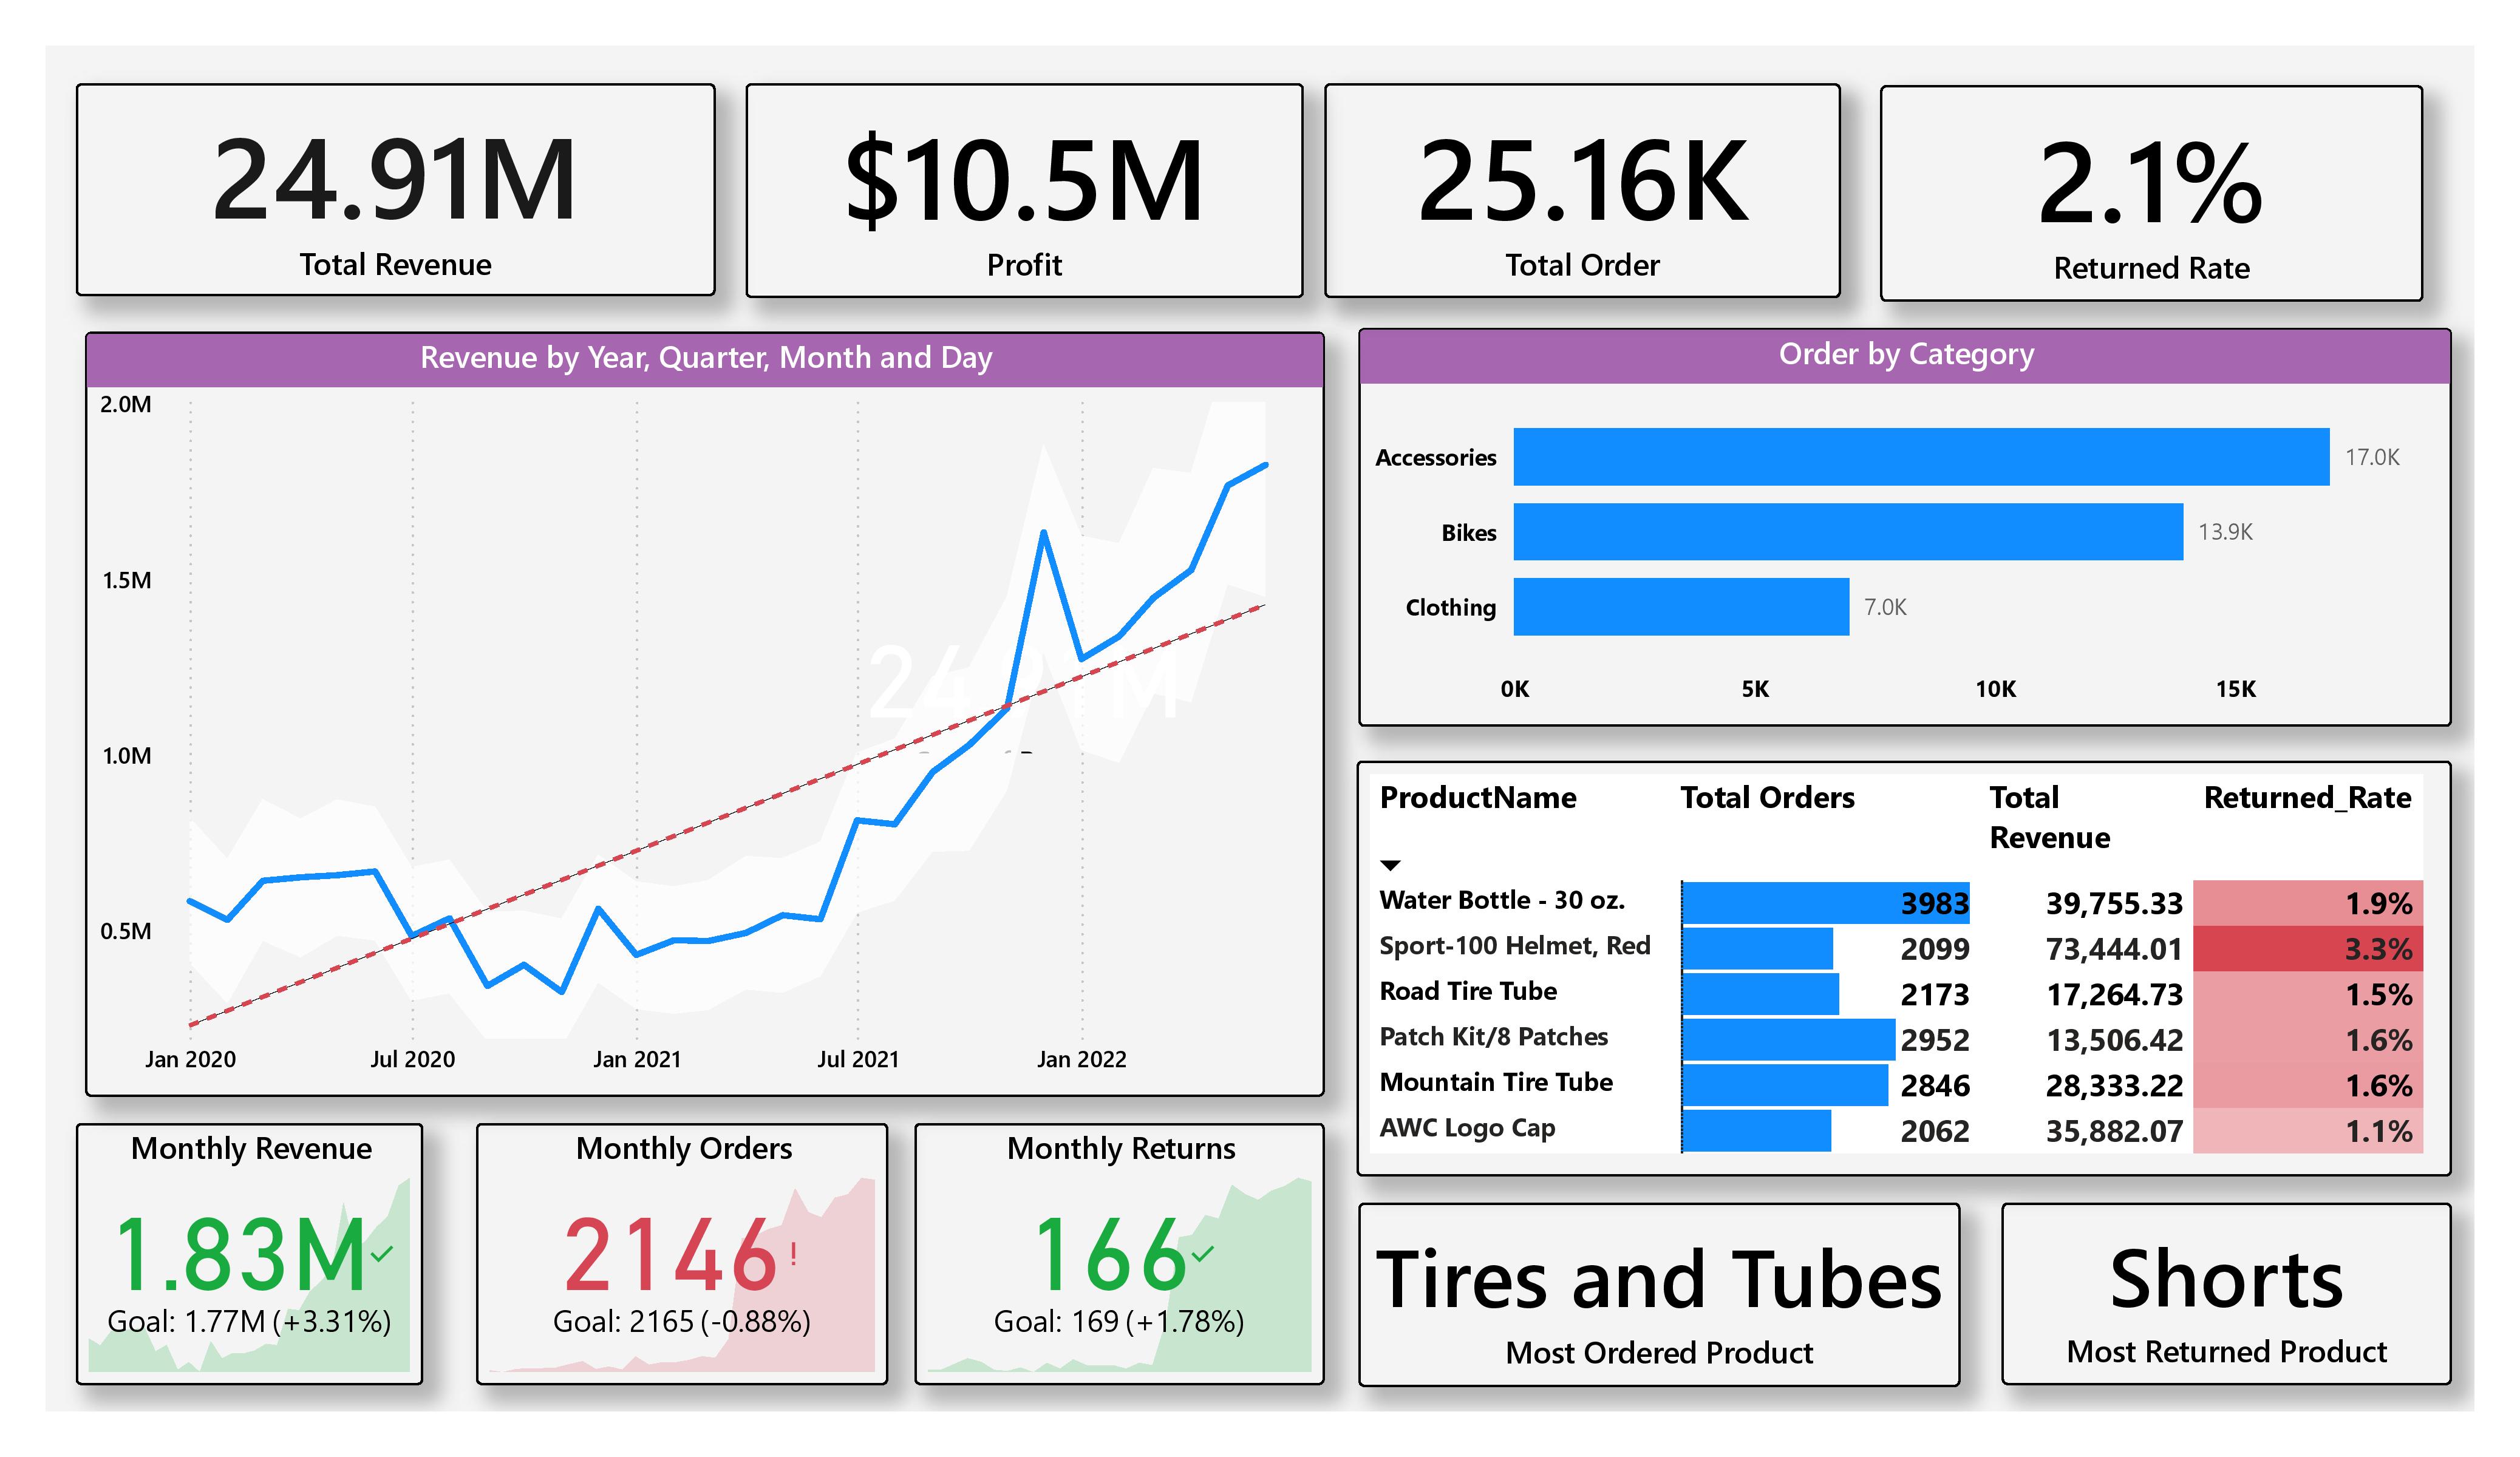 24.91M
Total Revenue
$10.5M
Profit
25.16K
Total Order
2.1%
Returned Rate
Revenue by Year, Quarter, Month and Day
2.0M
1.5M
1.0M
0.5M
Jan 2020 Jul 2020 Jan 2021 Jul 2021 Jan 2022
Order by Category
Accessories 17.0K
Bikes 13.9K
Clothing 7.0K
0K 5K 10K 15K
ProductName Total Orders Total Returned_Rate
Revenue
Water Bottle - 30 oz. 3983 39,755.33 1.9%
Sport-100 Helmet, Red 2099 73,444.01 3.3%
Road Tire Tube 2173 17,264.73 1.5%
Patch Kit/8 Patches 2952 13,506.42 1.6%
Mountain Tire Tube 2846 28,333.22 1.6%
AWC Logo Cap 2062 35,882.07 1.1%
Monthly Revenue
1.83M
Goal: 1.77M (+3.31%)
Monthly Orders
2146!
Goal: 2165 (-0.88%)
Monthly Returns
166
Goal: 169 (+1.78%)
Tires and Tubes
Most Ordered Product
Shorts
Most Returned Product